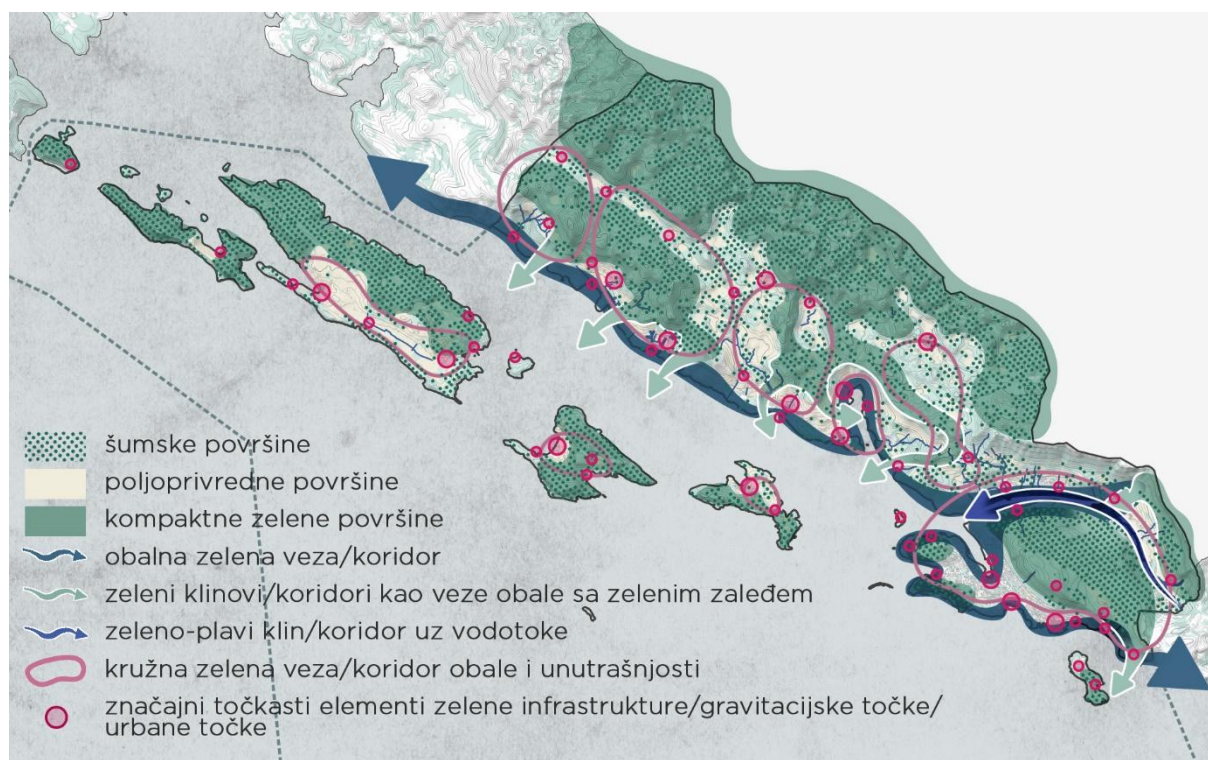 šumske površine
poljoprivredne površine
kompaktne zelene površine
obalna zelena veza/koridor
zeleni klinovi/koridori kao veze obale sa zelenim zaleđem
zeleno-plavi klin/koridor uz vodotoke
kružna zelena veza/koridor obale i unutrašnjosti
značajni točkasti elementi zelene infrastrukture/gravitacijske točke/
urbane točke